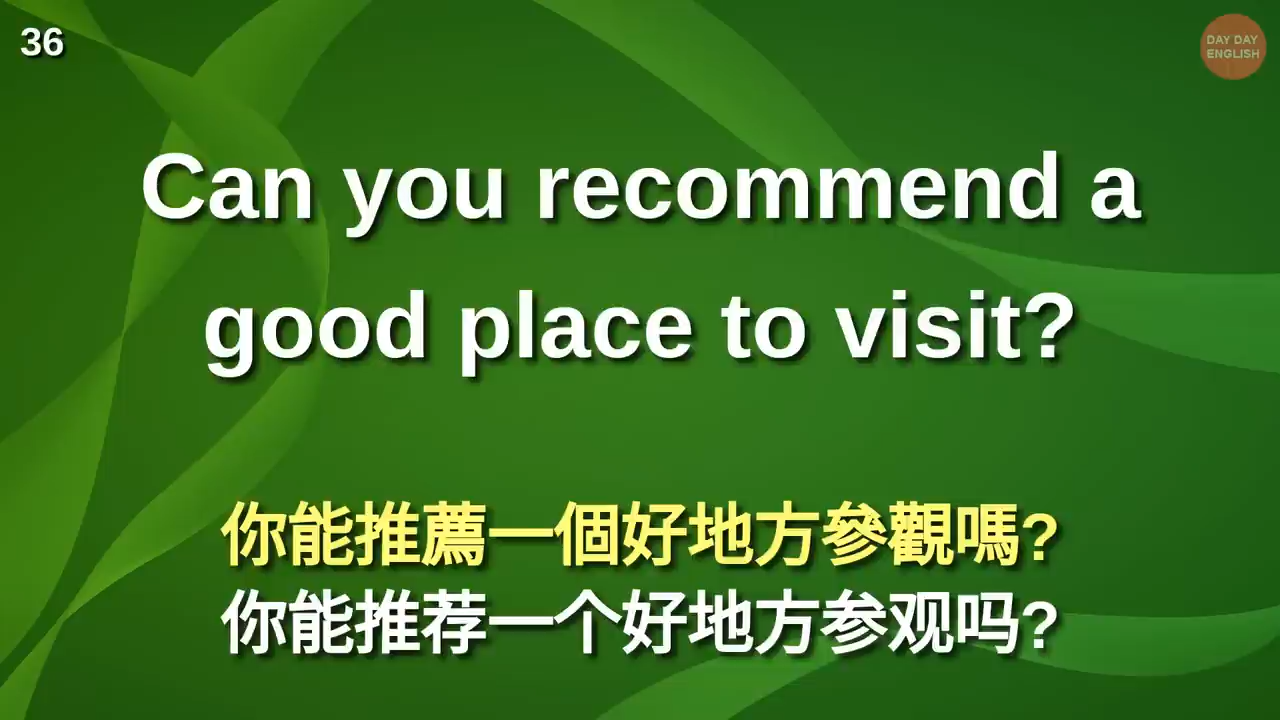 36
DAY DAY
ENGLISH
Can you recommend a
good place to visit?
你能推薦一個好地方參觀嗎?
你能推荐一个好地方参观吗?